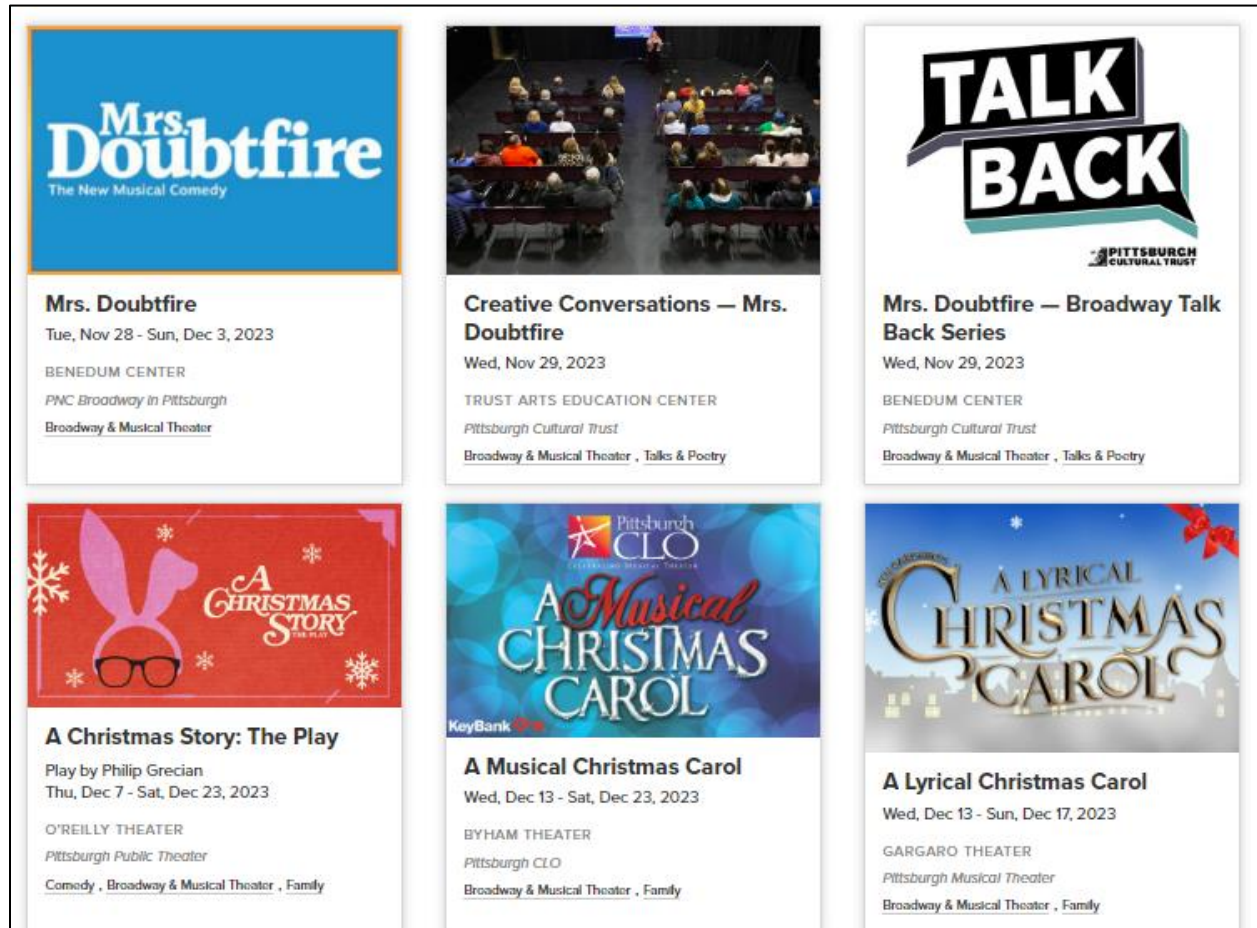 Mrs.
Doubtfire
The New Musical Comedy
Mrs. Doubtfire
Tue, Nov 28 - Sun, Dec 3, 2023
BENEDUM CENTER
PNC Broadway in Pittsburgh
Broadway & Musical Theater
Creative Conversations — Mrs.
Doubtfire
Wed, Nov 29, 2023
TRUST ARTS EDUCATION CENTER
Pittsburgh Cultural Trust
Broadway & Musical Theater , Talks & Poetry
TALK
BACK
PITTSBURGH
CULTURAL TRUST
Mrs. Doubtfire — Broadway Talk
Back Series
Wed, Nov 29, 2023
BENEDUM CENTER
Pittsburgh Cultural Trust
Broadway & Musical Theater , Talks & Poetry
A
CHRISTMAS
STORY
THE PLAY
A Christmas Story: The Play
Play by Philip Grecian
Thu, Dec 7 - Sat, Dec 23, 2023
O'REILLY THEATER
Pittsburgh Public Theater
Comedy , Broadway & Musical Theater , Family
Pittsburgh
CLO
CELEBRATING MUSICAL THEATER
A Musical
CHRISTMAS
CAROL
KeyBank
A Musical Christmas Carol
Wed, Dec 13 - Sat, Dec 23, 2023
BYHAM THEATER
Pittsburgh CLO
Broadway & Musical Theater , Family
A LYRICAL
CHRISTMAS
CAROL
A Lyrical Christmas Carol
Wed, Dec 13 - Sun, Dec 17, 2023
GARGARO THEATER
Pittsburgh Musical Theater
Broadway & Musical Theater , Family